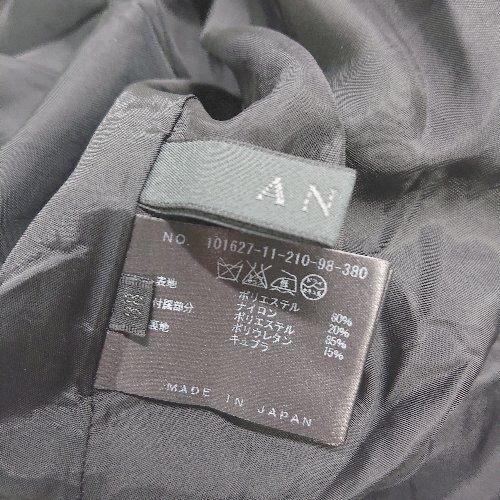 AN
NO. 101627-11-210-98-380
表地 ポリエステル 80%
ナイロン 20%
付属部分 ポリエステル 85%
ポリウレタン 15%
裏地 キュプラ
38
MADE IN JAPAN